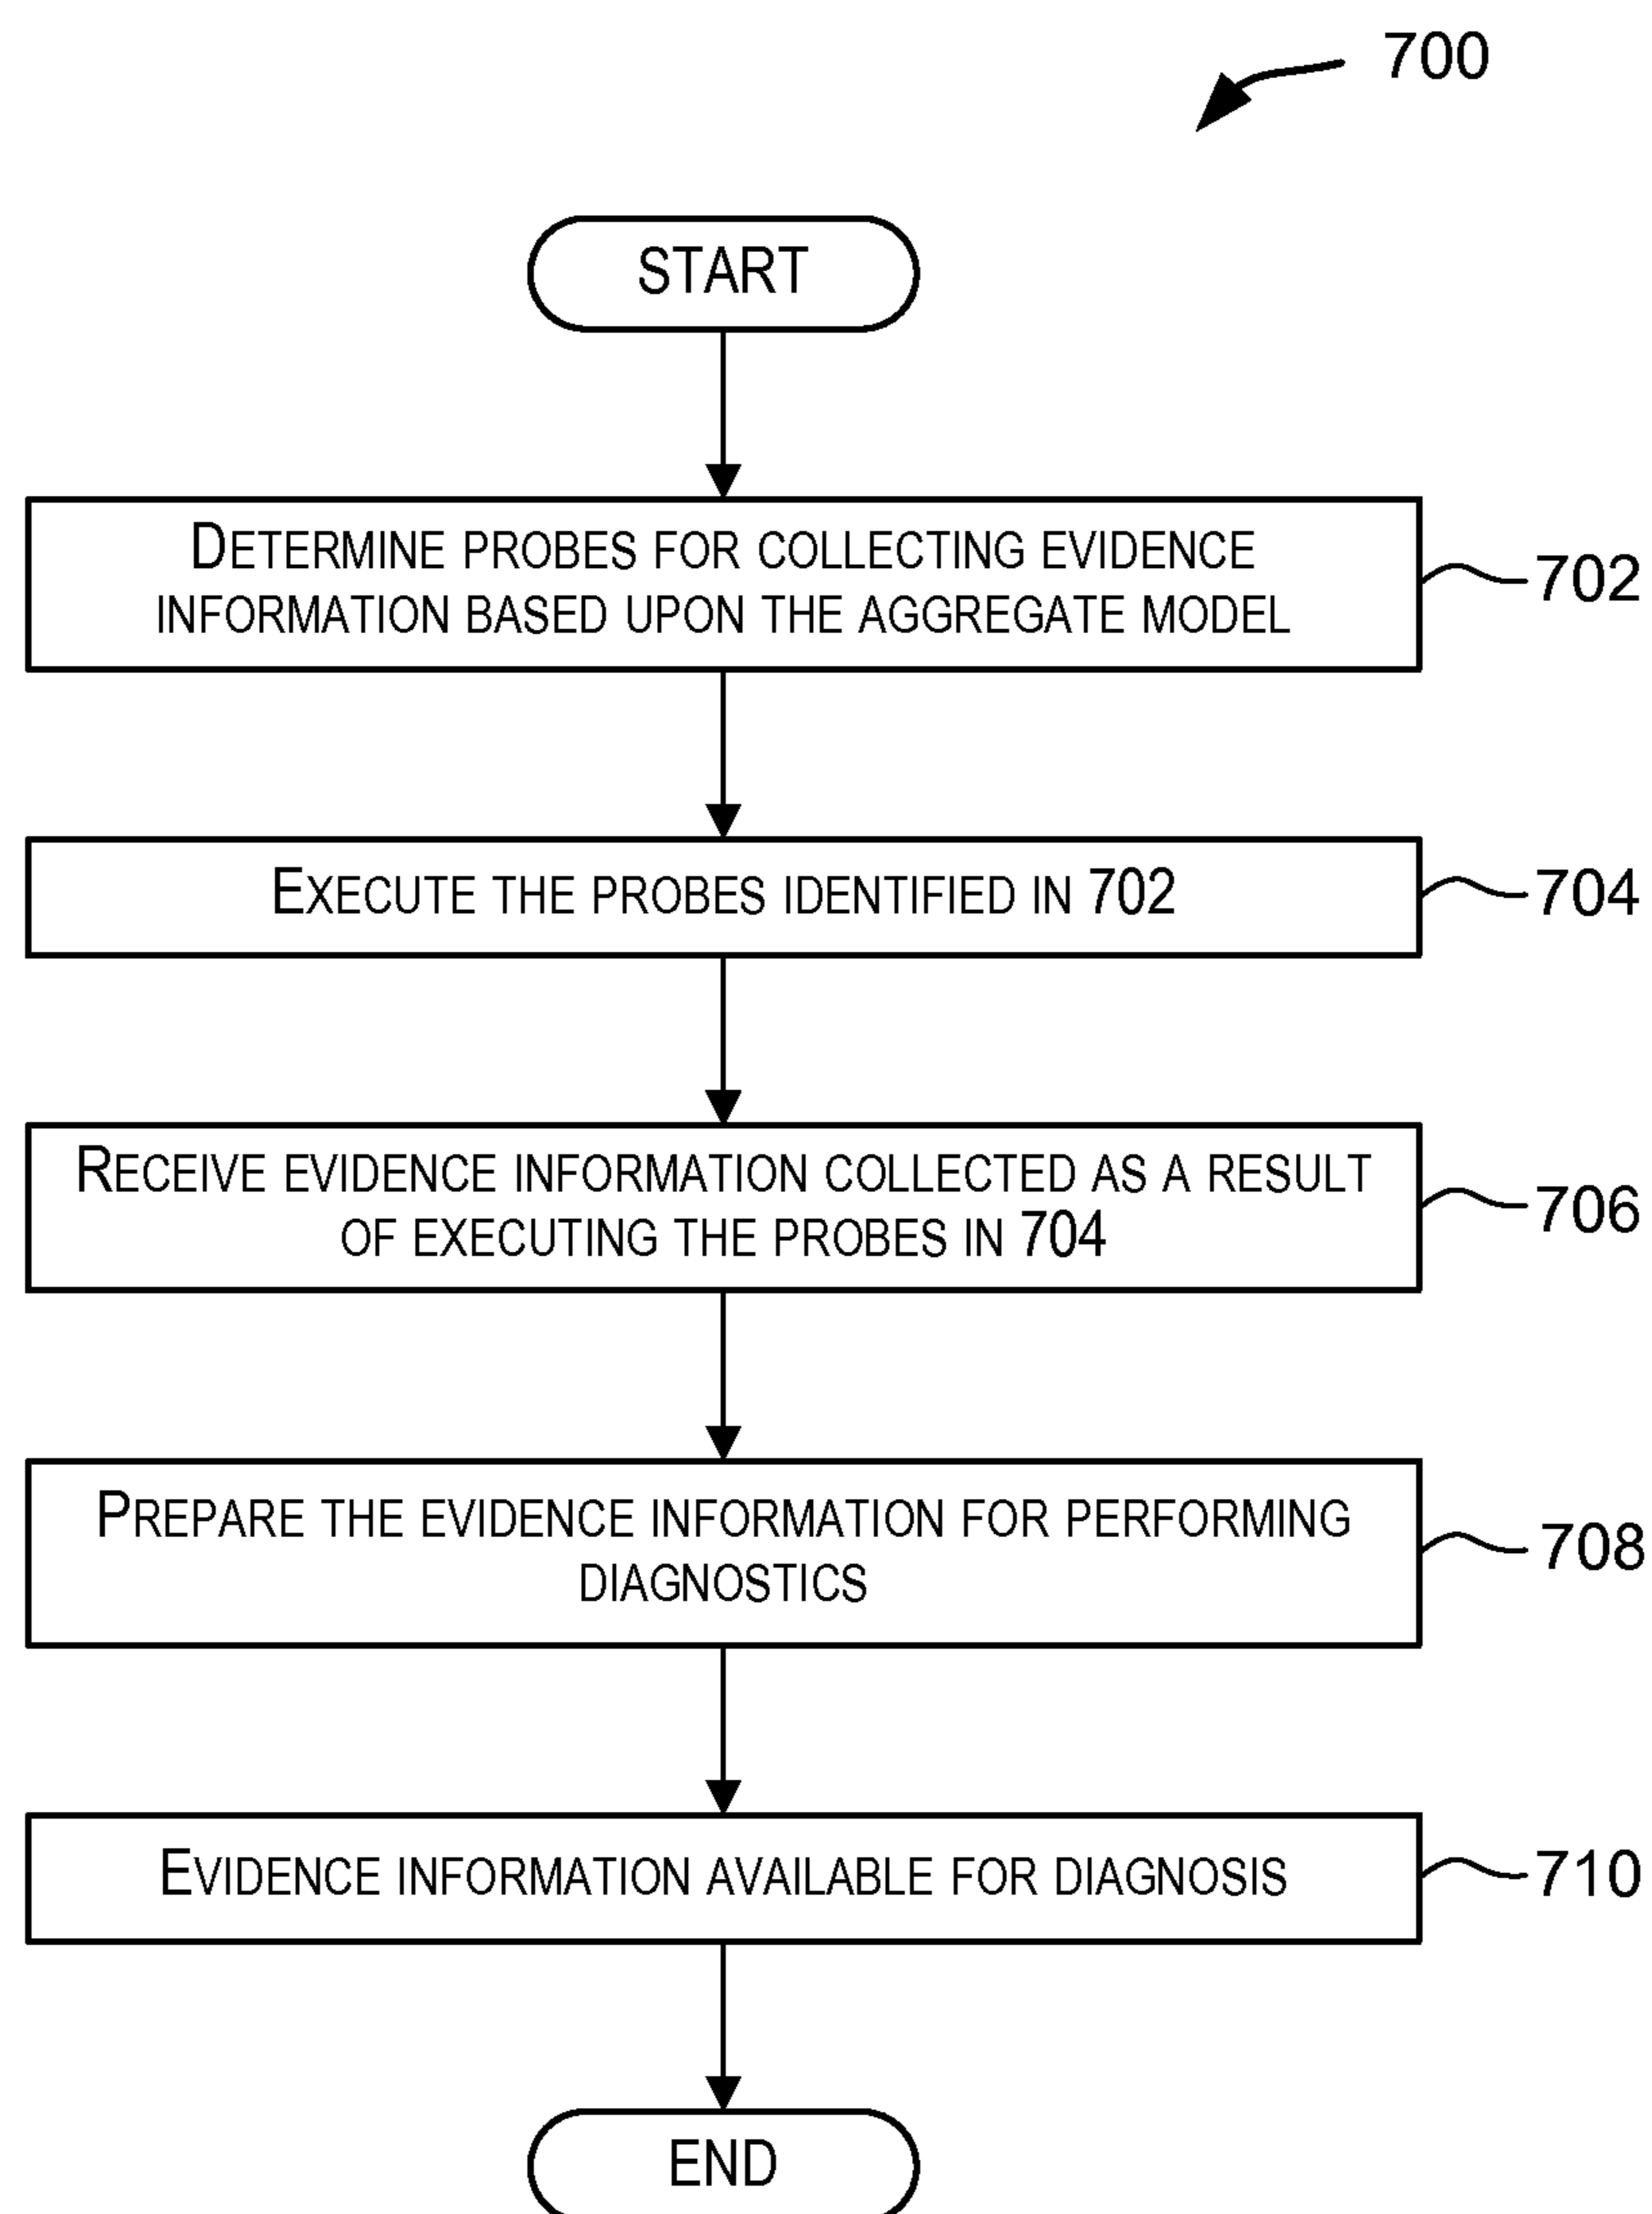 700
START
DETERMINE PROBES FOR COLLECTING EVIDENCE
INFORMATION BASED UPON THE AGGREGATE MODEL
702
EXECUTE THE PROBES IDENTIFIED IN 702
704
RECEIVE EVIDENCE INFORMATION COLLECTED AS A RESULT
OF EXECUTING THE PROBES IN 704
706
PREPARE THE EVIDENCE INFORMATION FOR PERFORMING
DIAGNOSTICS
708
EVIDENCE INFORMATION AVAILABLE FOR DIAGNOSIS
710
END